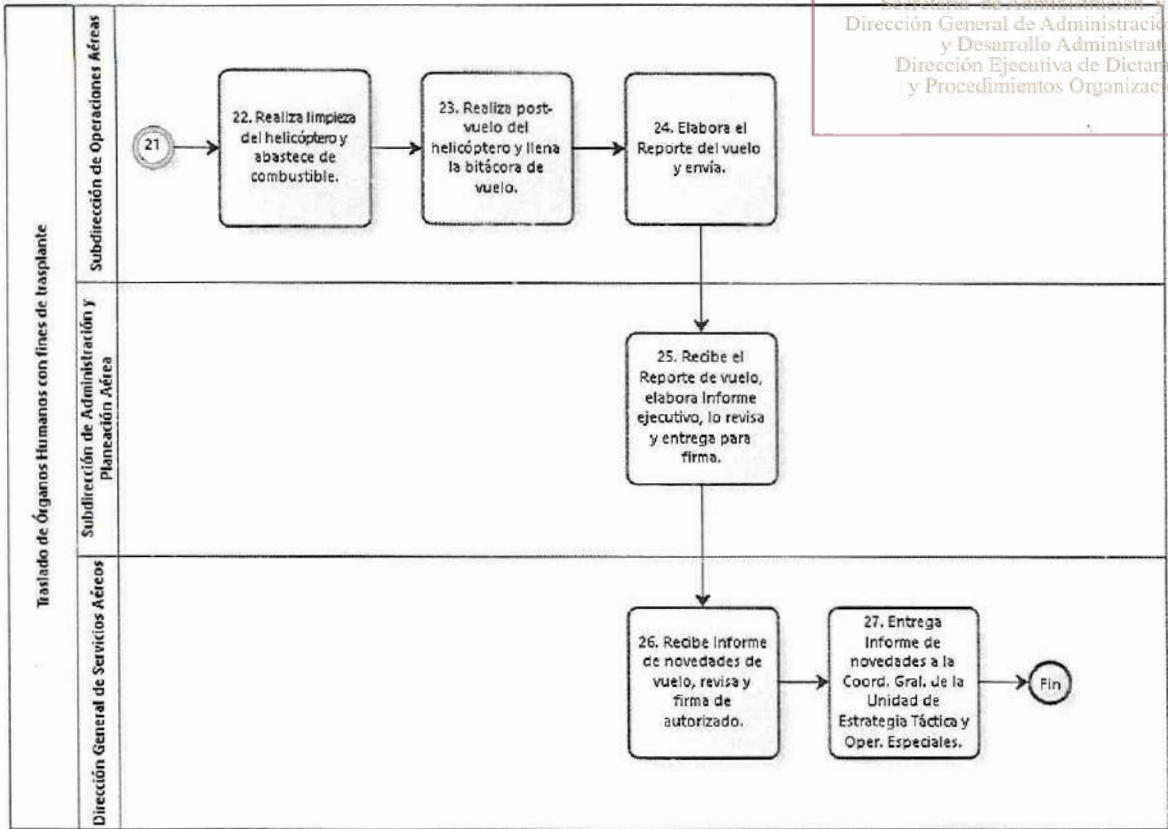 Secretaría de Administración y
Dirección General de Administració
y Desarrollo Administrat
Dirección Ejecutiva de Dictam
y Procedimientos Organizac
Traslado de Órganos Humanos con fines de trasplante
Subdirección de Operaciones Aéreas
21
22. Realiza limpieza
del helicóptero y
abastece de
combustible.
23. Realiza post-
vuelo del
helicóptero y llena
la bitácora de
vuelo.
24. Elabora el
Reporte del vuelo
y envía.
Subdirección de Administración y
Planeación Aérea
25. Recibe el
Reporte de vuelo,
elabora Informe
ejecutivo, lo revisa
y entrega para
firma.
Dirección General de Servicios Aéreos
26. Recibe Informe
de novedades de
vuelo, revisa y
firma de
autorizado.
27. Entrega
Informe de
novedades a la
Coord. Gral. de la
Unidad de
Estrategia Táctica y
Oper. Especiales.
Fin